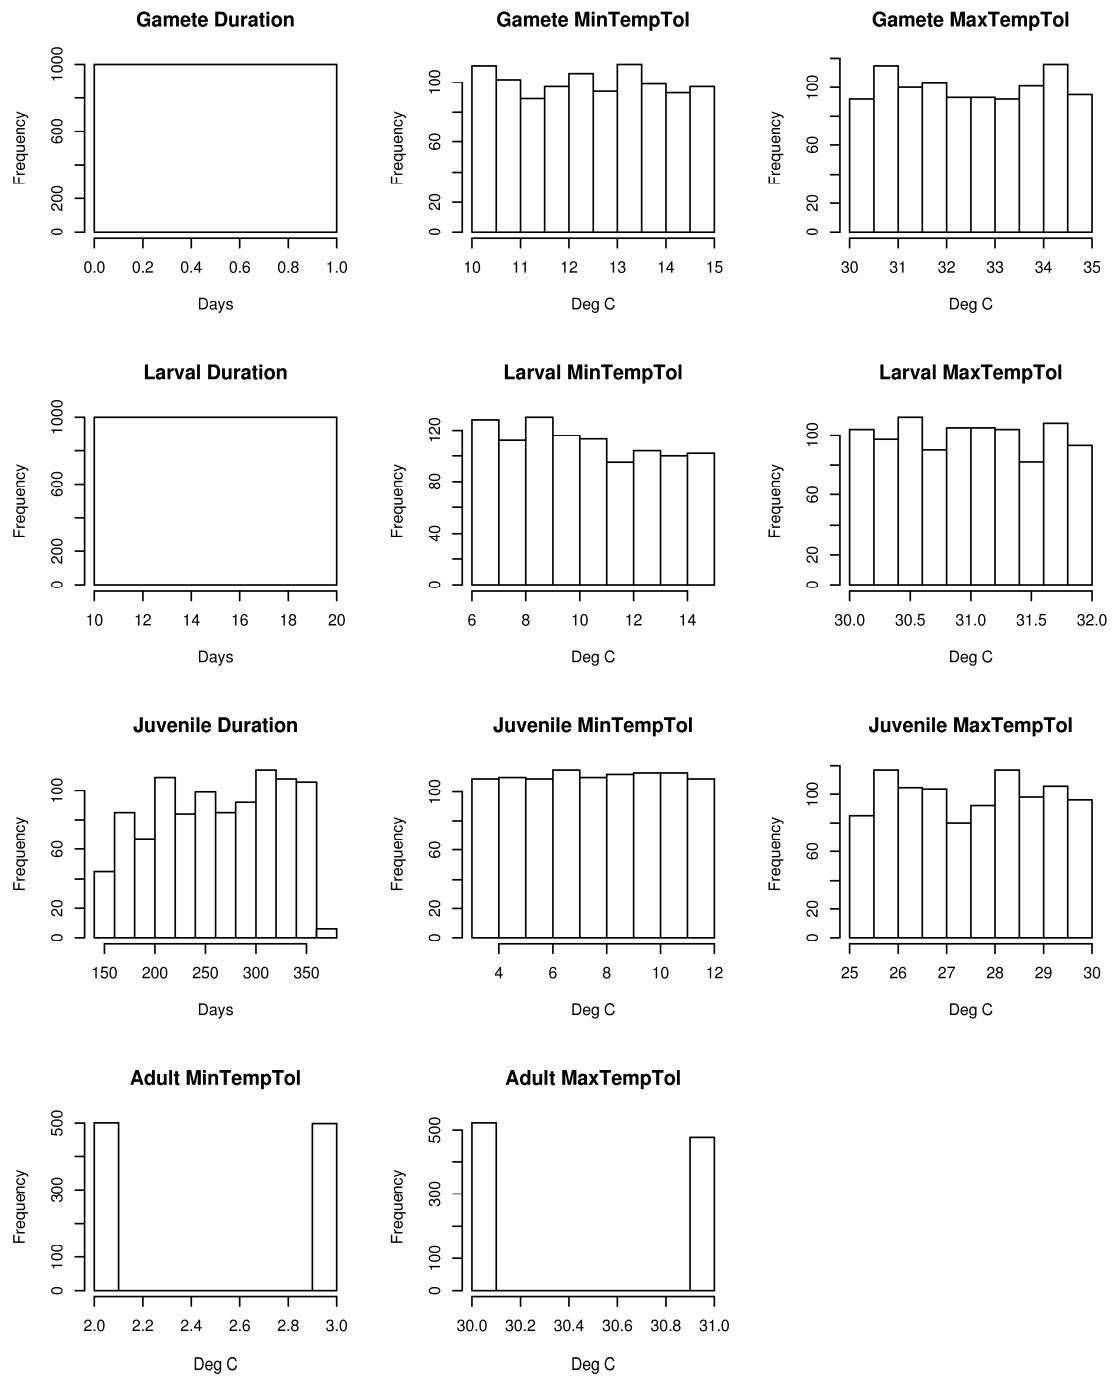 Gamete Duration
Frequency
0 200 600 1000
0.0 0.2 0.4 0.6 0.8 1.0
Days
Gamete MinTempTol
Frequency
0 20 60 100
10 11 12 13 14 15
Deg C
Gamete MaxTempTol
Frequency
0 20 60 100
30 31 32 33 34 35
Deg C
Larval Duration
Frequency
0 200 600 1000
10 12 14 16 18 20
Days
Larval MinTempTol
Frequency
0 40 80 120
6 8 10 12 14
Deg C
Larval MaxTempTol
Frequency
0 20 60 100
30.0 30.5 31.0 31.5 32.0
Deg C
Juvenile Duration
Frequency
0 20 60 100
150 200 250 300 350
Days
Juvenile MinTempTol
Frequency
0 20 60 100
4 6 8 10 12
Deg C
Juvenile MaxTempTol
Frequency
0 20 60 100
25 26 27 28 29 30
Deg C
Adult MinTempTol
Frequency
0 100 300 500
2.0 2.2 2.4 2.6 2.8 3.0
Deg C
Adult MaxTempTol
Frequency
0 100 300 500
30.0 30.2 30.4 30.6 30.8 31.0
Deg C